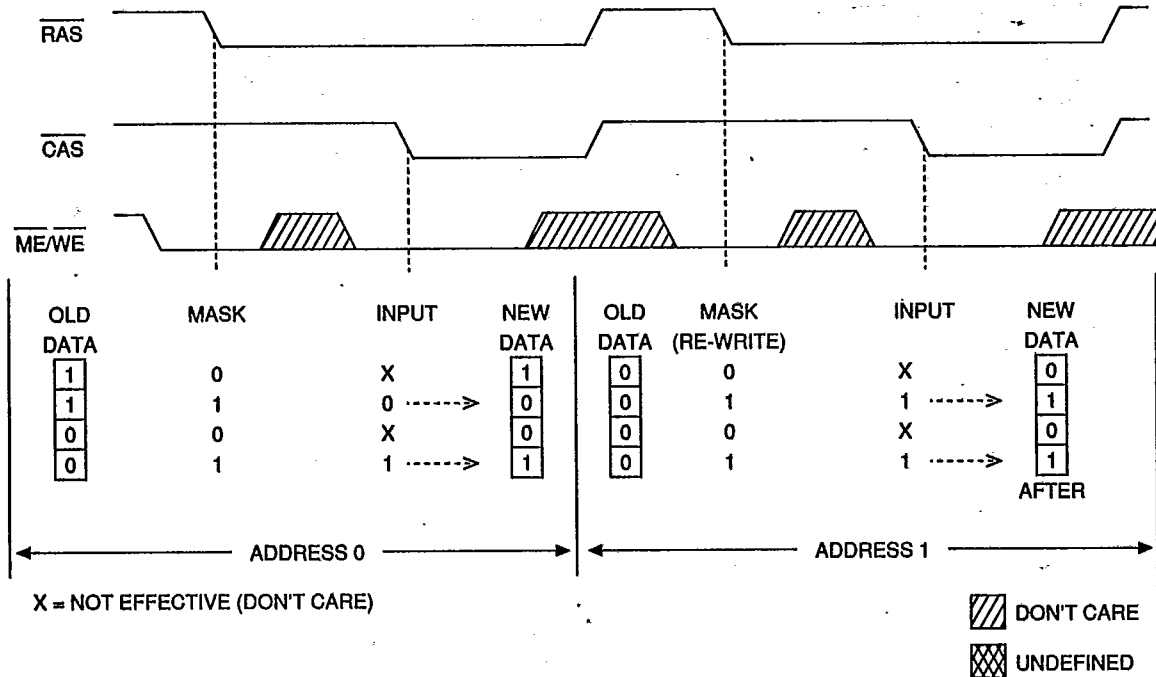 RAS
CAS
ME/WE
OLD MASK INPUT NEW OLD MASK INPUT NEW
DATA DATA DATA (RE-WRITE) DATA
1 0 X 1 0 0 X 0
1 1 0 0 0 1 1 1
0 0 X 0 0 0 X 0
0 1 1 1 0 1 1 1
AFTER
ADDRESS 0 ADDRESS 1
X = NOT EFFECTIVE (DON'T CARE)
DON'T CARE
UNDEFINED